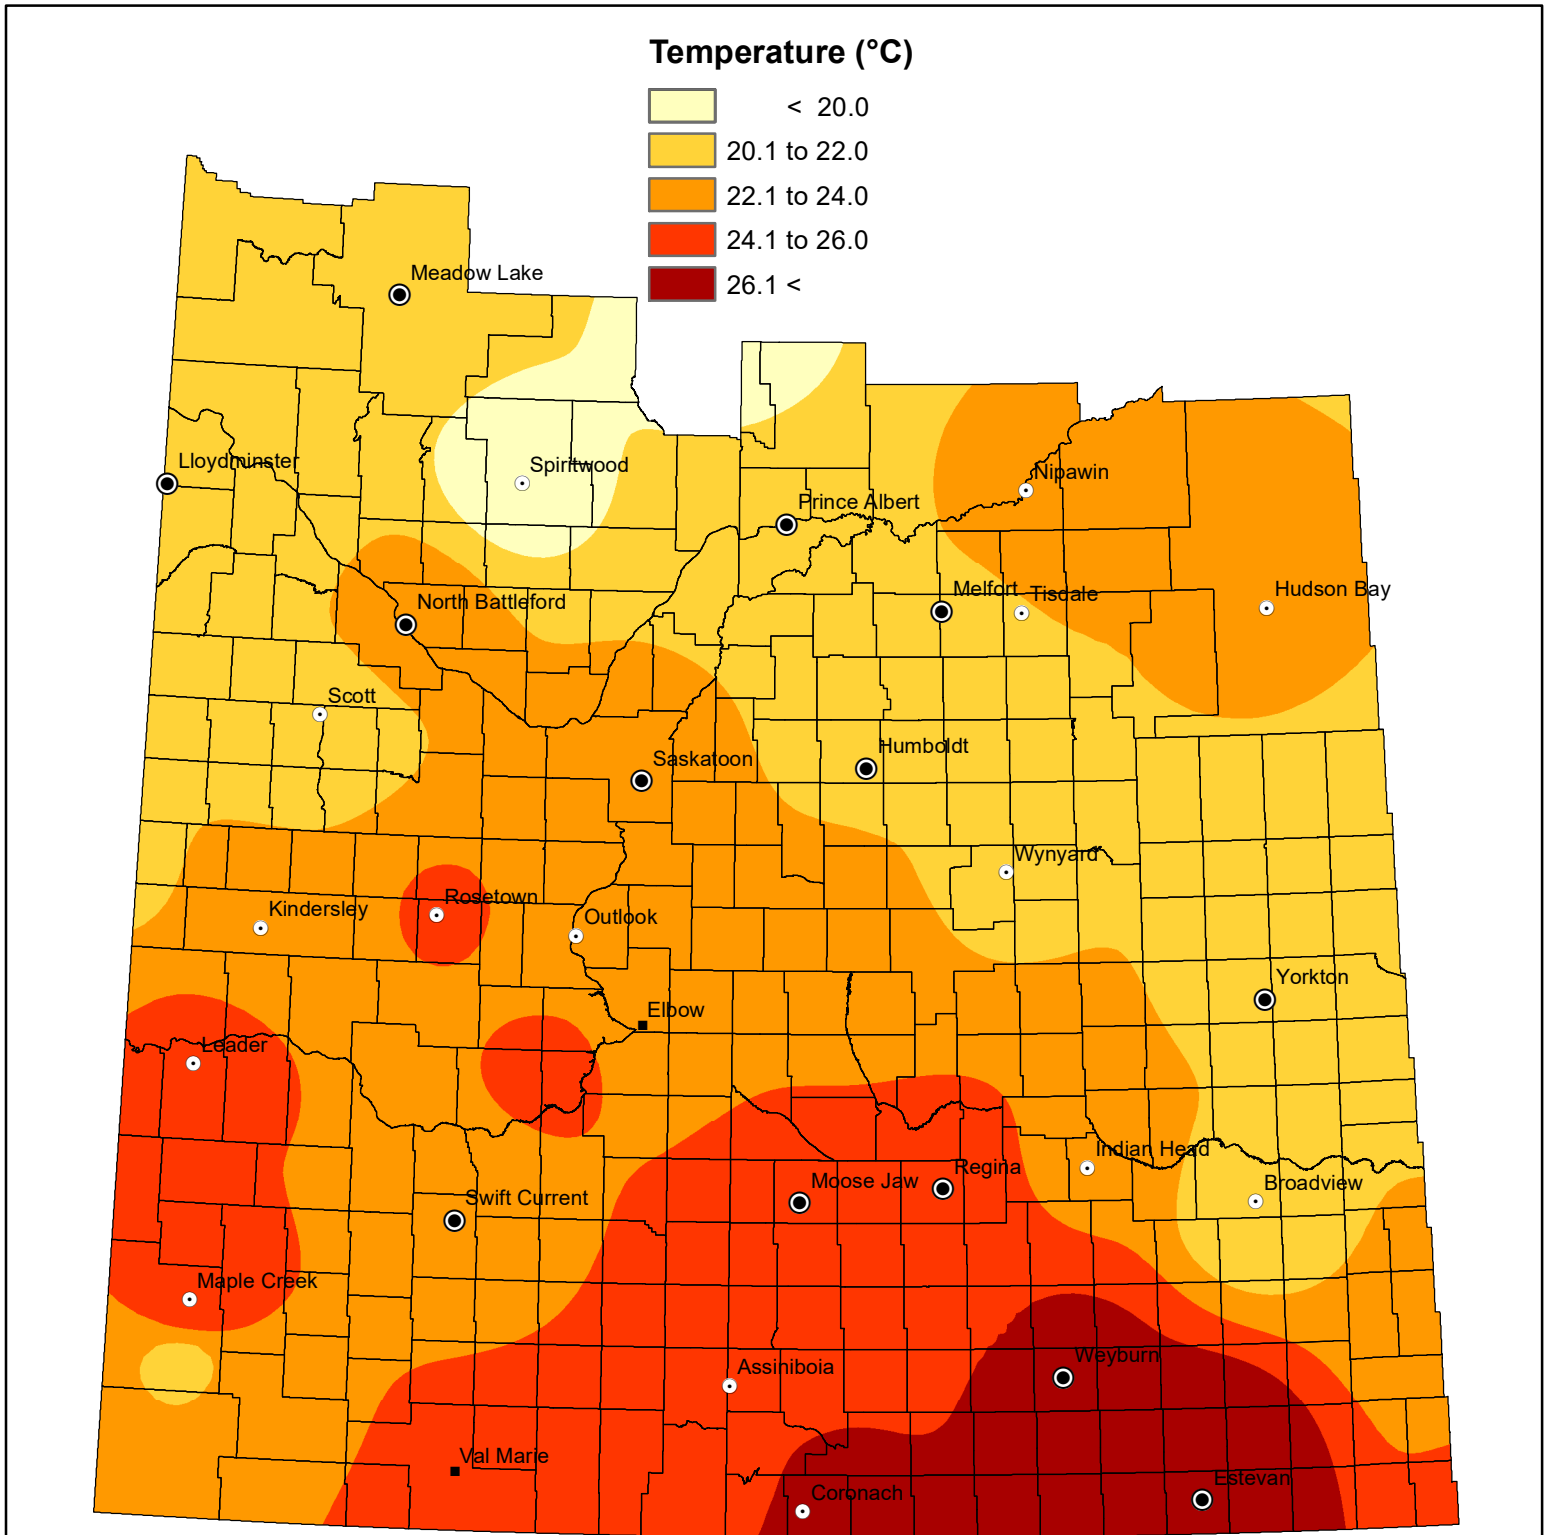 Temperature (°C)
< 20.0
20.1 to 22.0
22.1 to 24.0
24.1 to 26.0
26.1 <
Meadow Lake
Lloydminster
Spiritwood
Nipawin
Prince Albert
North Battleford
Melfort
Tisdale
Hudson Bay
Scott
Saskatoon
Humboldt
Wynyard
Rosetown
Kindersley
Outlook
Yorkton
Elbow
Leader
Indian Head
Regina
Moose Jaw
Broadview
Swift Current
Maple Creek
Weyburn
Assiniboia
Val Marie
Estevan
Coronach